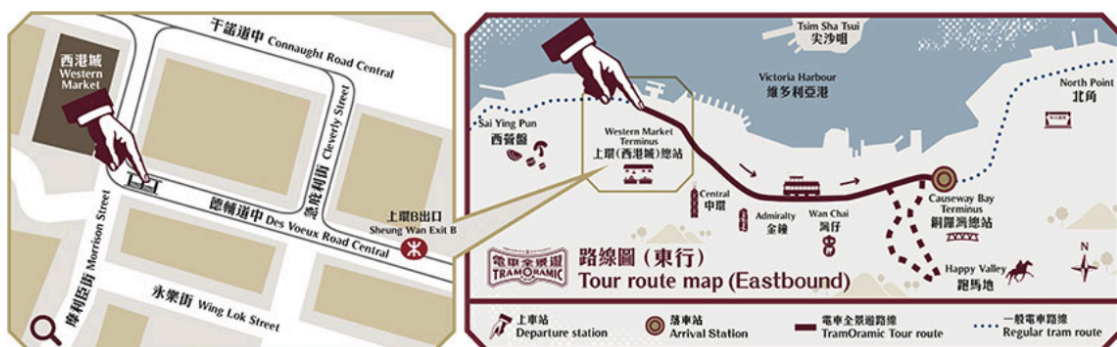 干諾道中 Connaught Road Central
西港城
Western
Market
急庇利街 Cleverly Street
德輔道中 Des Voeux Road Central
上環B出口
Sheung Wan Exit B
摩利臣街 Morrison Street
永樂街 Wing Lok Street
Tsim Sha Tsui
尖沙咀
Victoria Harbour
維多利亞港
North Point
北角
Sai Ying Pun
西營盤
Western Market
Terminus
上環(西港城)總站
Central
中環
Admiralty
金鐘
Wan Chai
灣仔
Causeway Bay
Terminus
銅鑼灣總站
Happy Valley
跑馬地
N
電車全景遊
TRAMORAMIC
路線圖 (東行)
Tour route map (Eastbound)
上車站
Departure station
落車站
Arrival Station
電車全景遊路線
TramOramic Tour route
一般電車路線
Regular tram route